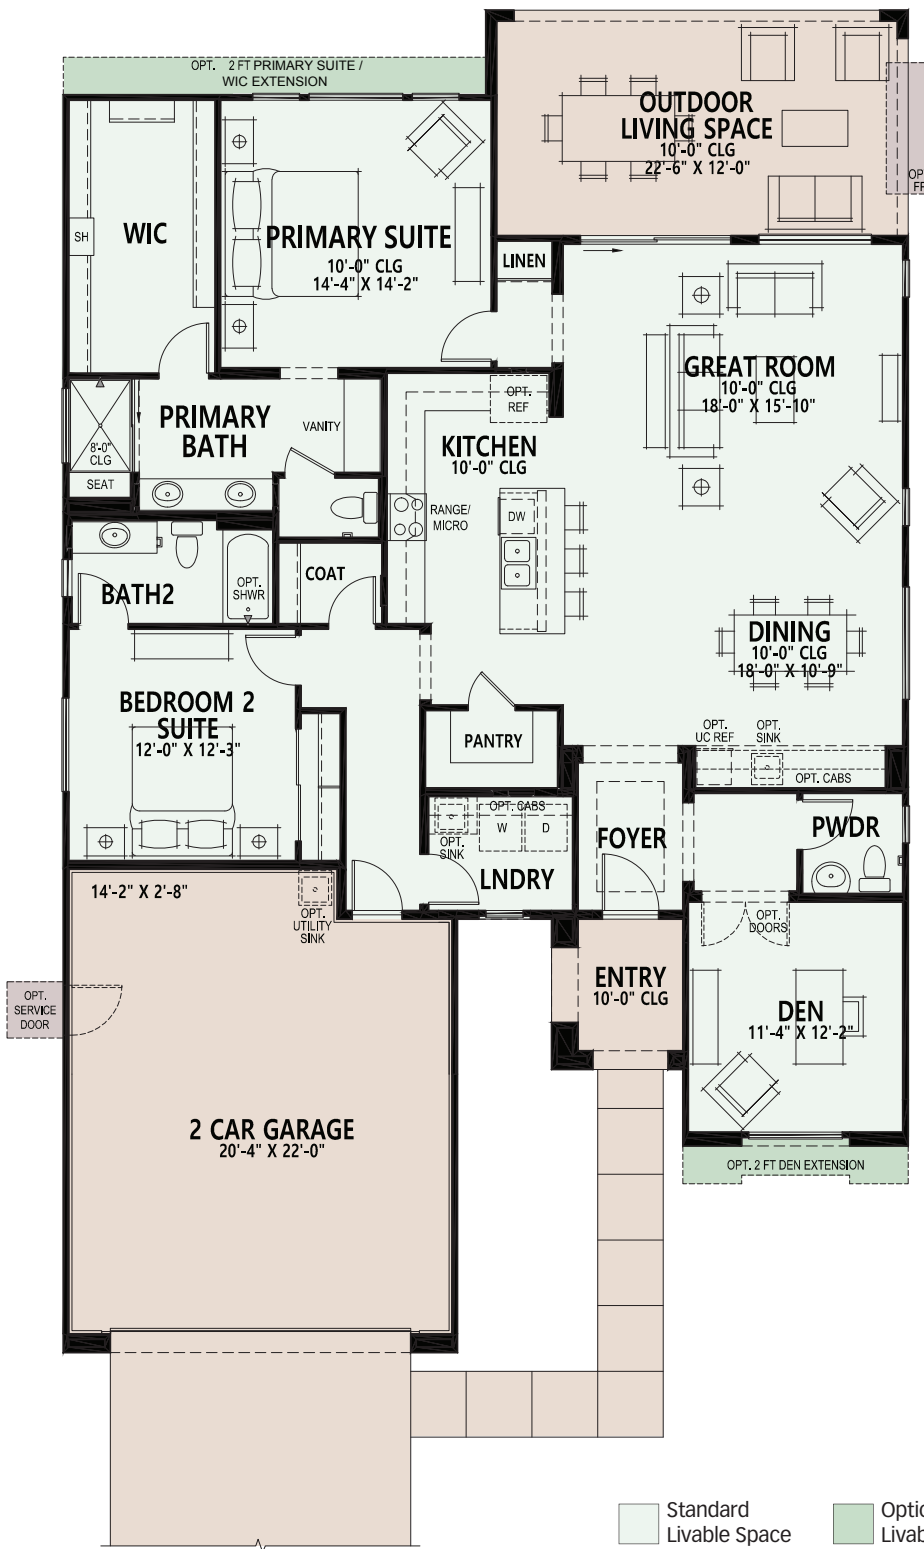 OPT. 2 FT PRIMARY SUITE /
WIC EXTENSION
OUTDOOR
LIVING SPACE
10'-0" CLG
22'-6" X 12'-0"
WIC
SH
PRIMARY SUITE
10'-0" CLG
14'-4" X 14'-2"
LINEN
GREAT ROOM
10'-0" CLG
18'-0" X 15'-10"
OPT.
REF
PRIMARY
BATH
VANITY
8'-0"
CLG
SEAT
KITCHEN
10'-0" CLG
RANGE/
MICRO
DW
BATH2
OPT.
SHWR
COAT
DINING
10'-0" CLG
18'-0" X 10'-9"
BEDROOM 2
SUITE
12'-0" X 12'-3"
PANTRY
OPT.
UC REF
OPT.
SINK
OPT. CABS
OPT. CABS
OPT.
SINK
W
D
LNDRY
FOYER
PWDR
14'-2" X 2'-8"
OPT.
UTILITY
SINK
OPT.
DOORS
ENTRY
10'-0" CLG
OPT.
SERVICE
DOOR
DEN
11'-4" X 12'-2"
2 CAR GARAGE
20'-4" X 22'-0"
OPT. 2 FT DEN EXTENSION
Standard
Livable Space